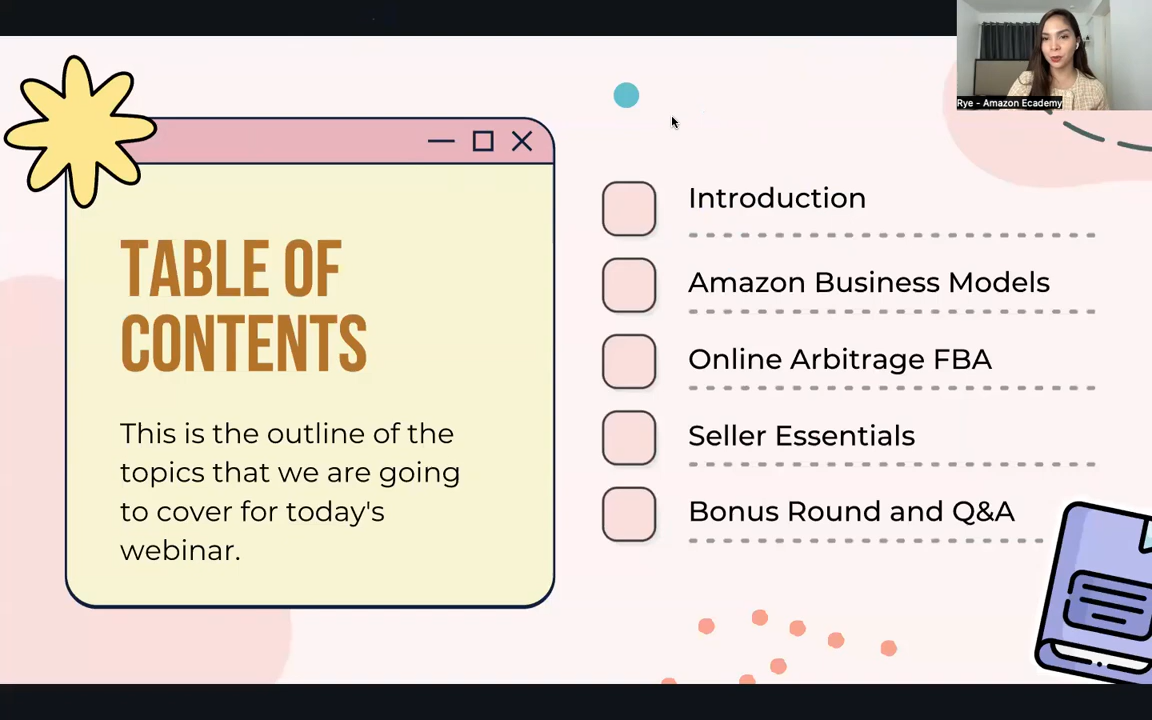 Rye - Amazon Ecademy
TABLE OF
CONTENTS
This is the outline of the
topics that we are going
to cover for today's
webinar.
Introduction
Amazon Business Models
Online Arbitrage FBA
Seller Essentials
Bonus Round and Q&A